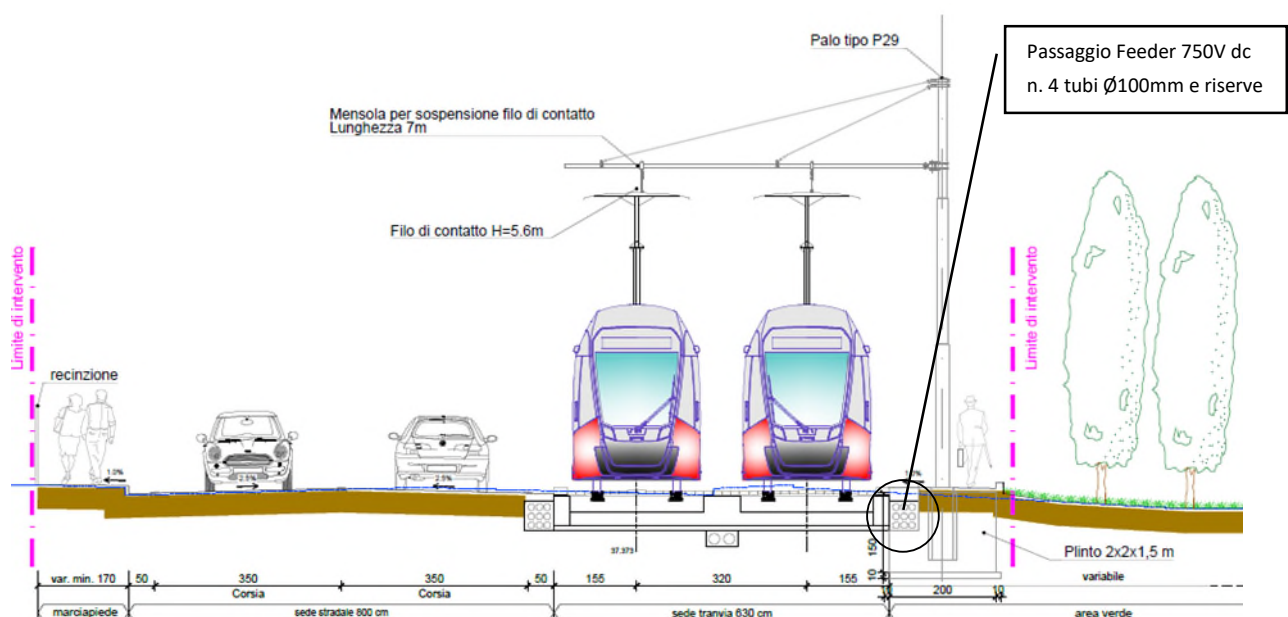 Palo tipo P29
Passaggio Feeder 750V dc
n. 4 tubi Ø100mm e riserve
Mensola per sospensione filo di contatto
Lunghezza 7m
Filo di contatto H=5.6m
Limite di intervento
Limite di intervento
recinzione
1.0%
2.5%
2.5%
37.373
Plinto 2x2x1,5 m
150
10
var. min. 170
50
350
350
50
155
320
155
200
10
variabile
Corsia
Corsia
marciapiede
sede stradale 800 cm
sede tranvia 630 cm
area verde